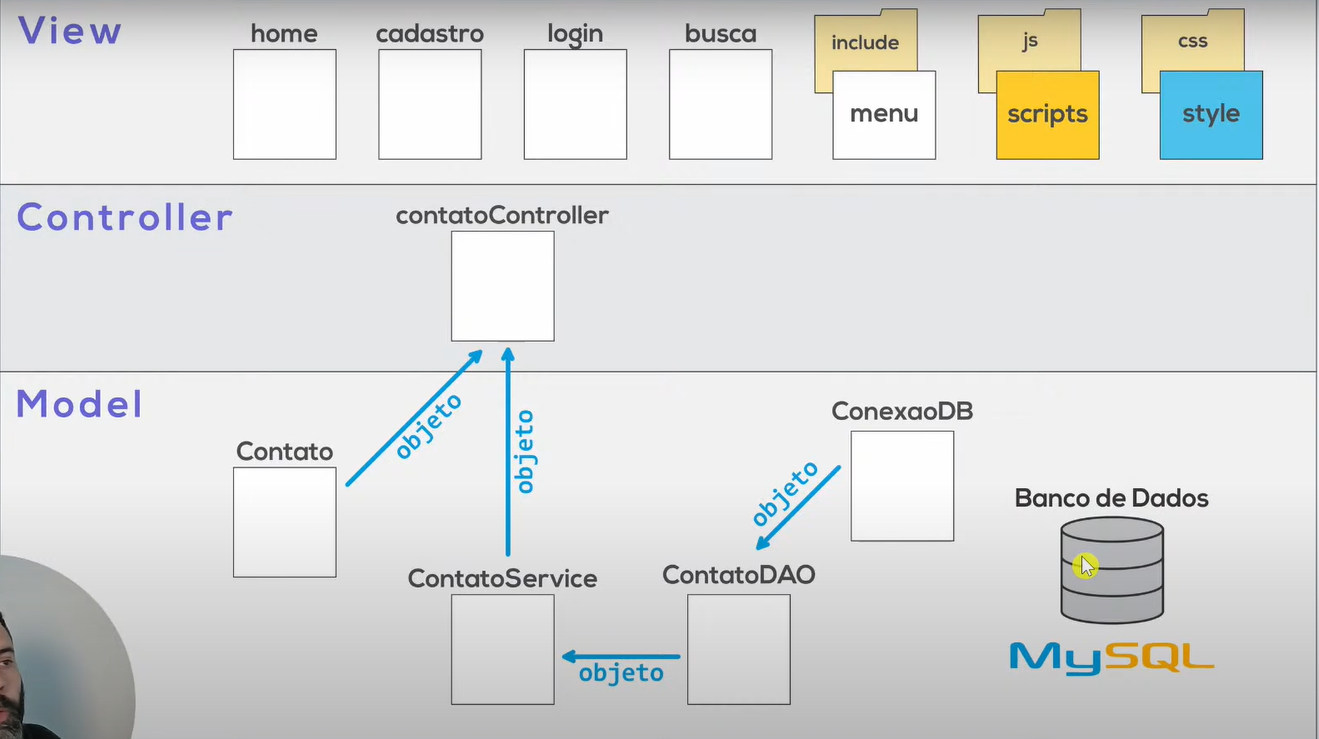 View
home
cadastro
login
busca
include
menu
js
scripts
css
style
Controller
contatoController
Model
Contato
objeto
objeto
ContatoService
objeto
ContatoDAO
objeto
ConexaoDB
Banco de Dados
MySQL